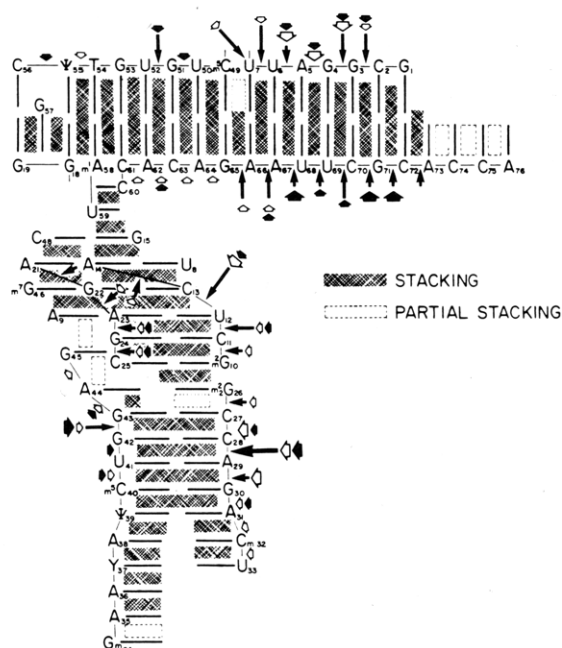 C56 Ψ55 T54 G53 U52 G51 U50 m5C49 U7 U6 A5 G4 G3 C2 G1
G57
G19 G18 mA58 C61 A62 C63 A64 G65 A66 A67 U68 U69 C70 G71 C72 A73 C74 C75 A76
C60
U59
C48 G15
A21 A14 U8
m7G46 G22 C13
STACKING
PARTIAL STACKING
A9 A23 U12
G24 C11
G45 C25 m2G10
A44 m22G26
G43 C27
G42 C28
U41 A29
m5C40 G30
Ψ39 A31
A38 Cm32
Y37 U33
A36
A35
Gm